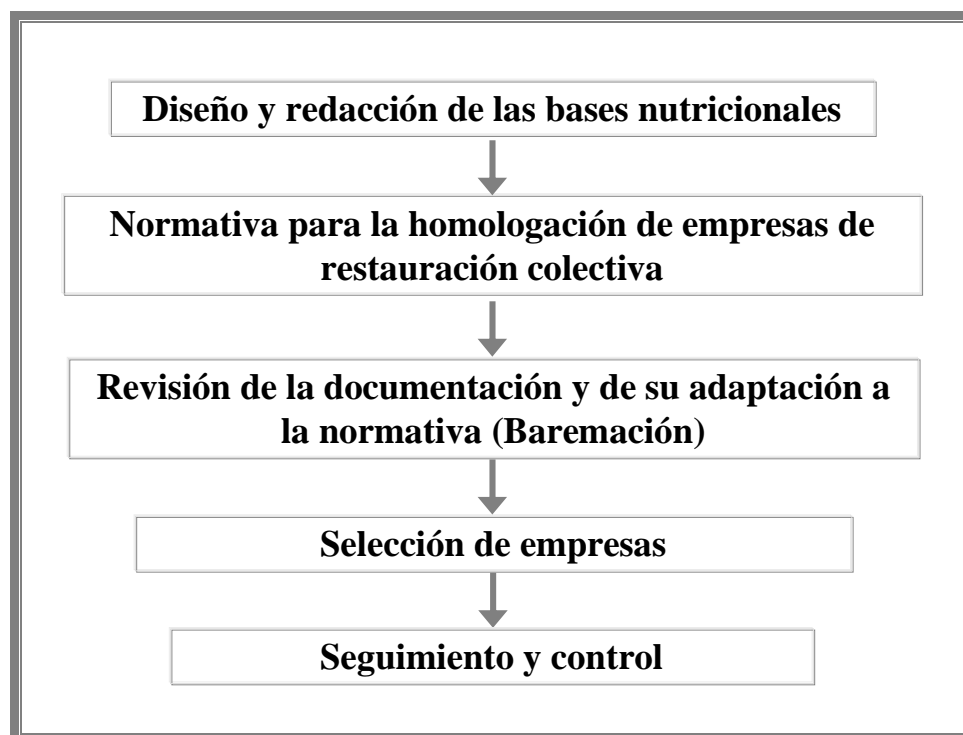 Diseño y redacción de las bases nutricionales
Normativa para la homologación de empresas de
restauración colectiva
Revisión de la documentación y de su adaptación a
la normativa (Baremación)
Selección de empresas
Seguimiento y control